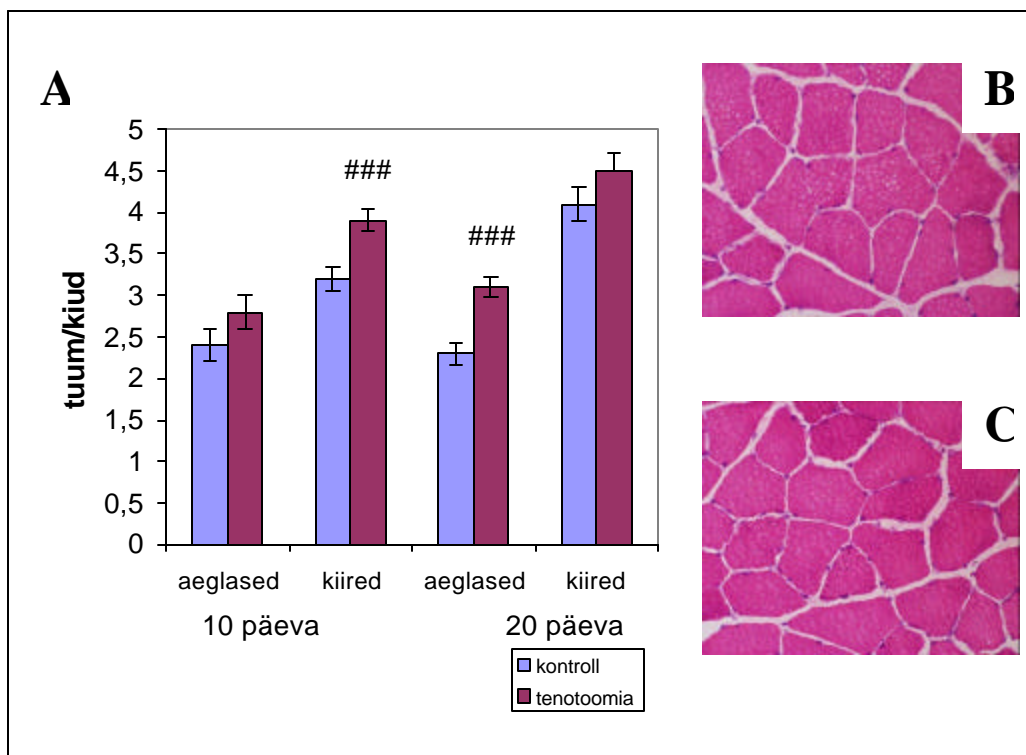 A
B
C
5
4,5
4
3,5
3
2,5
2
1,5
1
0,5
0
tuum/kiud
###
###
aeglased kiired aeglased kiired
10 päeva 20 päeva
kontroll
tenotoomia